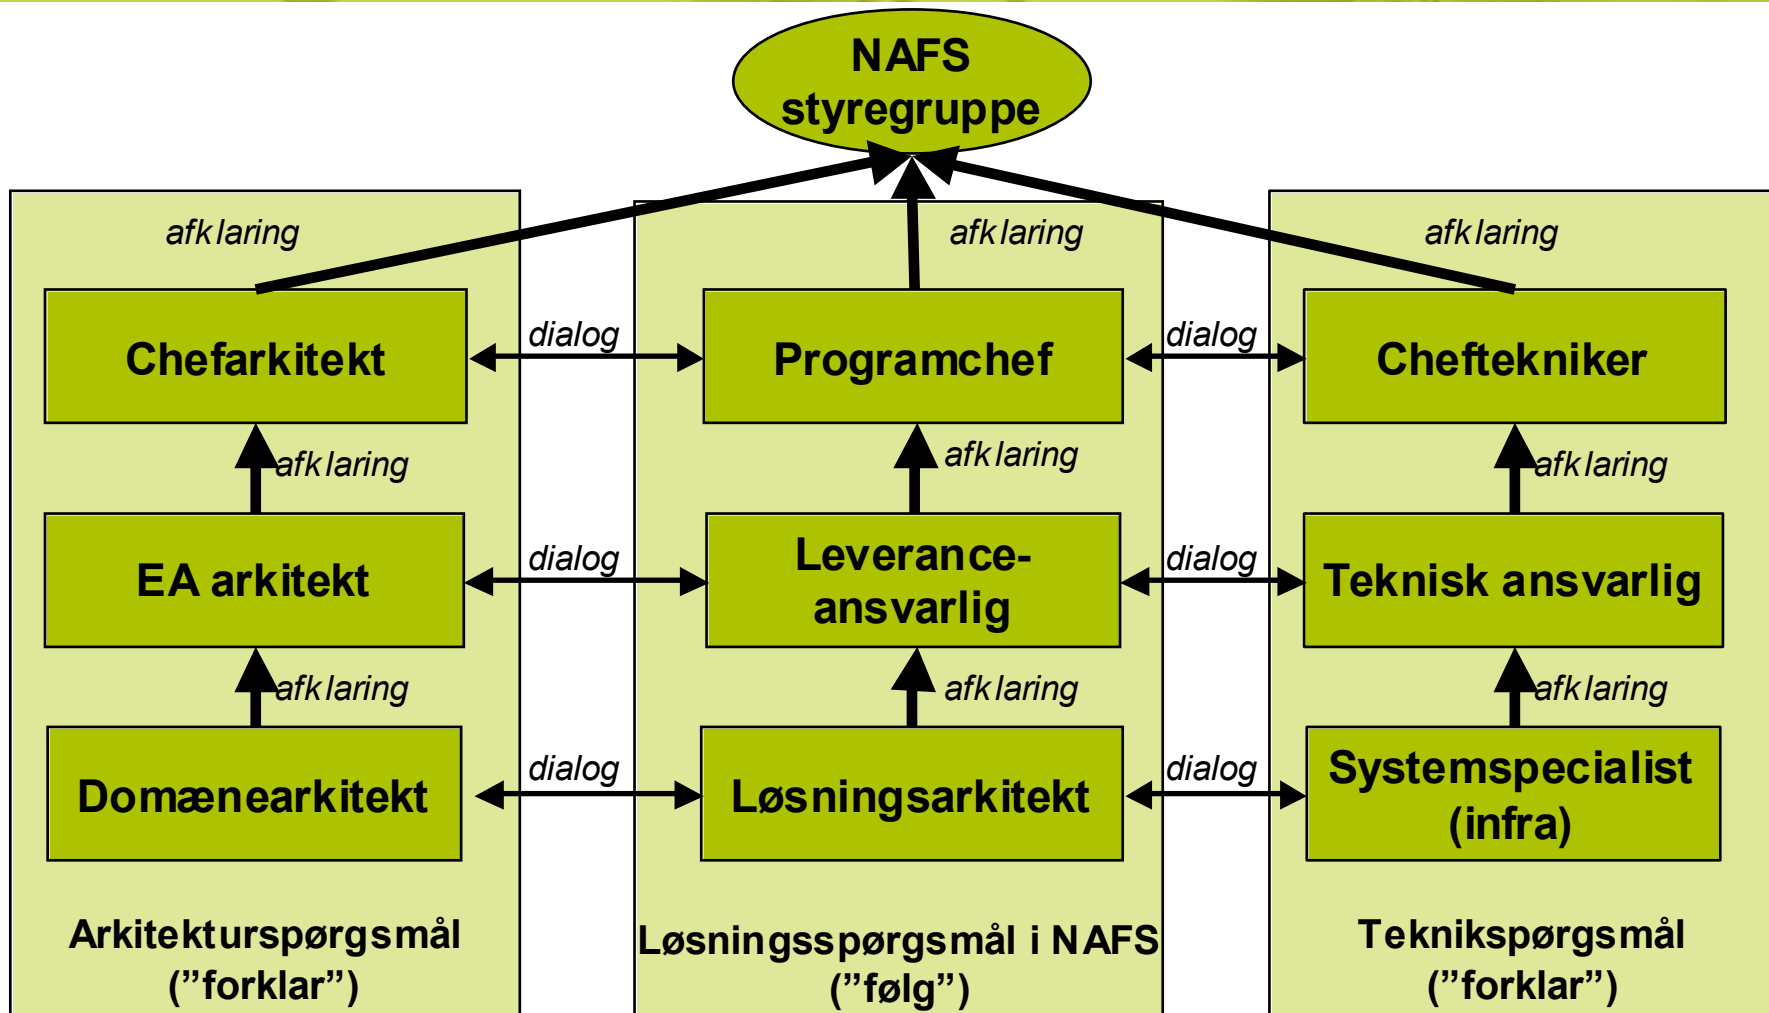 NAFS
styregruppe
afklaring
afklaring
afklaring
Chefarkitekt
dialog
Programchef
dialog
Cheftekniker
afklaring
afklaring
afklaring
EA arkitekt
dialog
Leverance-
ansvarlig
dialog
Teknisk ansvarlig
afklaring
afklaring
afklaring
Domænearkitekt
dialog
Løsningsarkitekt
dialog
Systemspecialist
(infra)
Arkitekturspørgsmål
(”forklar”)
Løsningsspørgsmål i NAFS
(”følg”)
Teknikspørgsmål
(”forklar”)